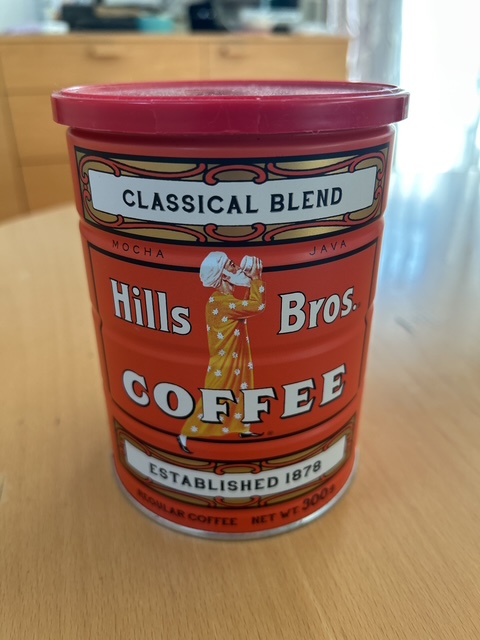 CLASSICAL BLEND
MOCHA JAVA
Hills Bros.
COFFEE
ESTABLISHED 1878
REGULAR COFFEE NET WT. 300g